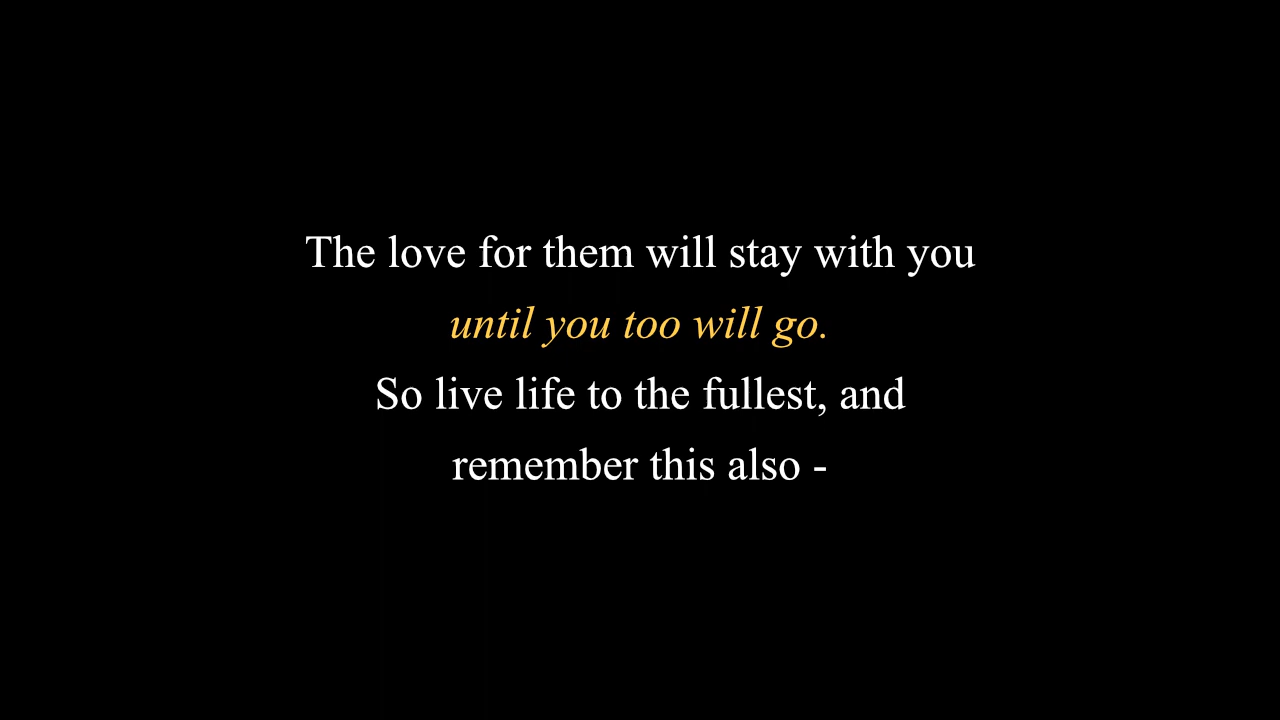 The love for them will stay with you
until you too will go.
So live life to the fullest, and
remember this also -